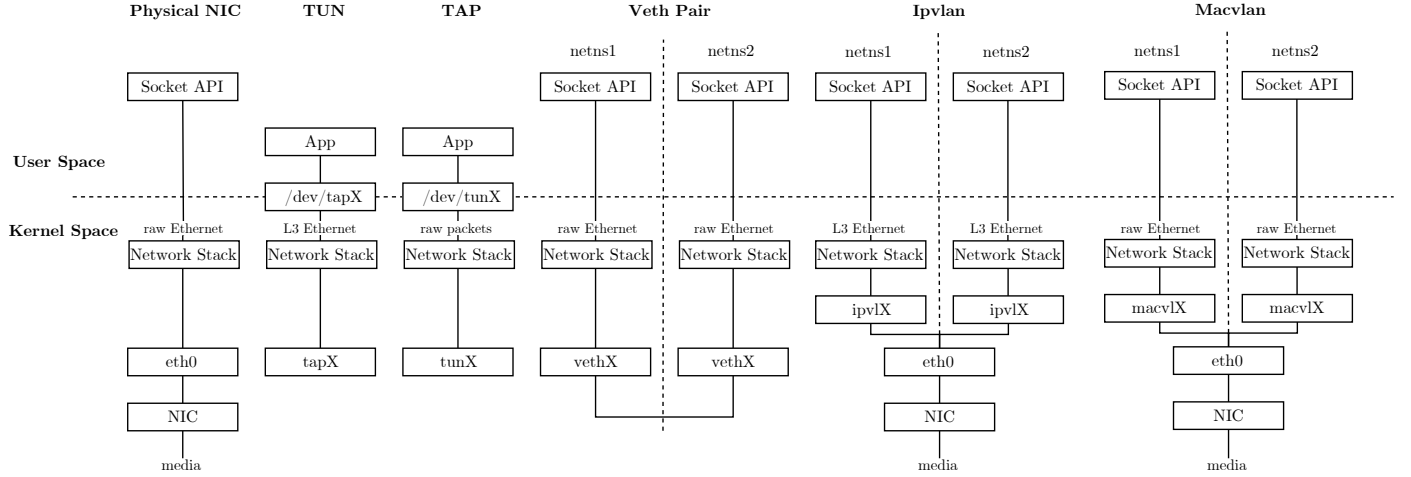 Physical NIC TUN TAP Veth Pair Ipvlan Macvlan
netns1 netns2 netns1 netns2 netns1 netns2
Socket API Socket API Socket API Socket API Socket API Socket API Socket API
App App
User Space
/dev/tapX /dev/tunX
Kernel Space raw Ethernet L3 Ethernet raw packets raw Ethernet raw Ethernet L3 Ethernet L3 Ethernet raw Ethernet raw Ethernet
Network Stack Network Stack Network Stack Network Stack Network Stack Network Stack Network Stack Network Stack Network Stack
ipvlX ipvlX macvlX macvlX
eth0 tapX tunX vethX vethX eth0 eth0
NIC NIC NIC
media media media